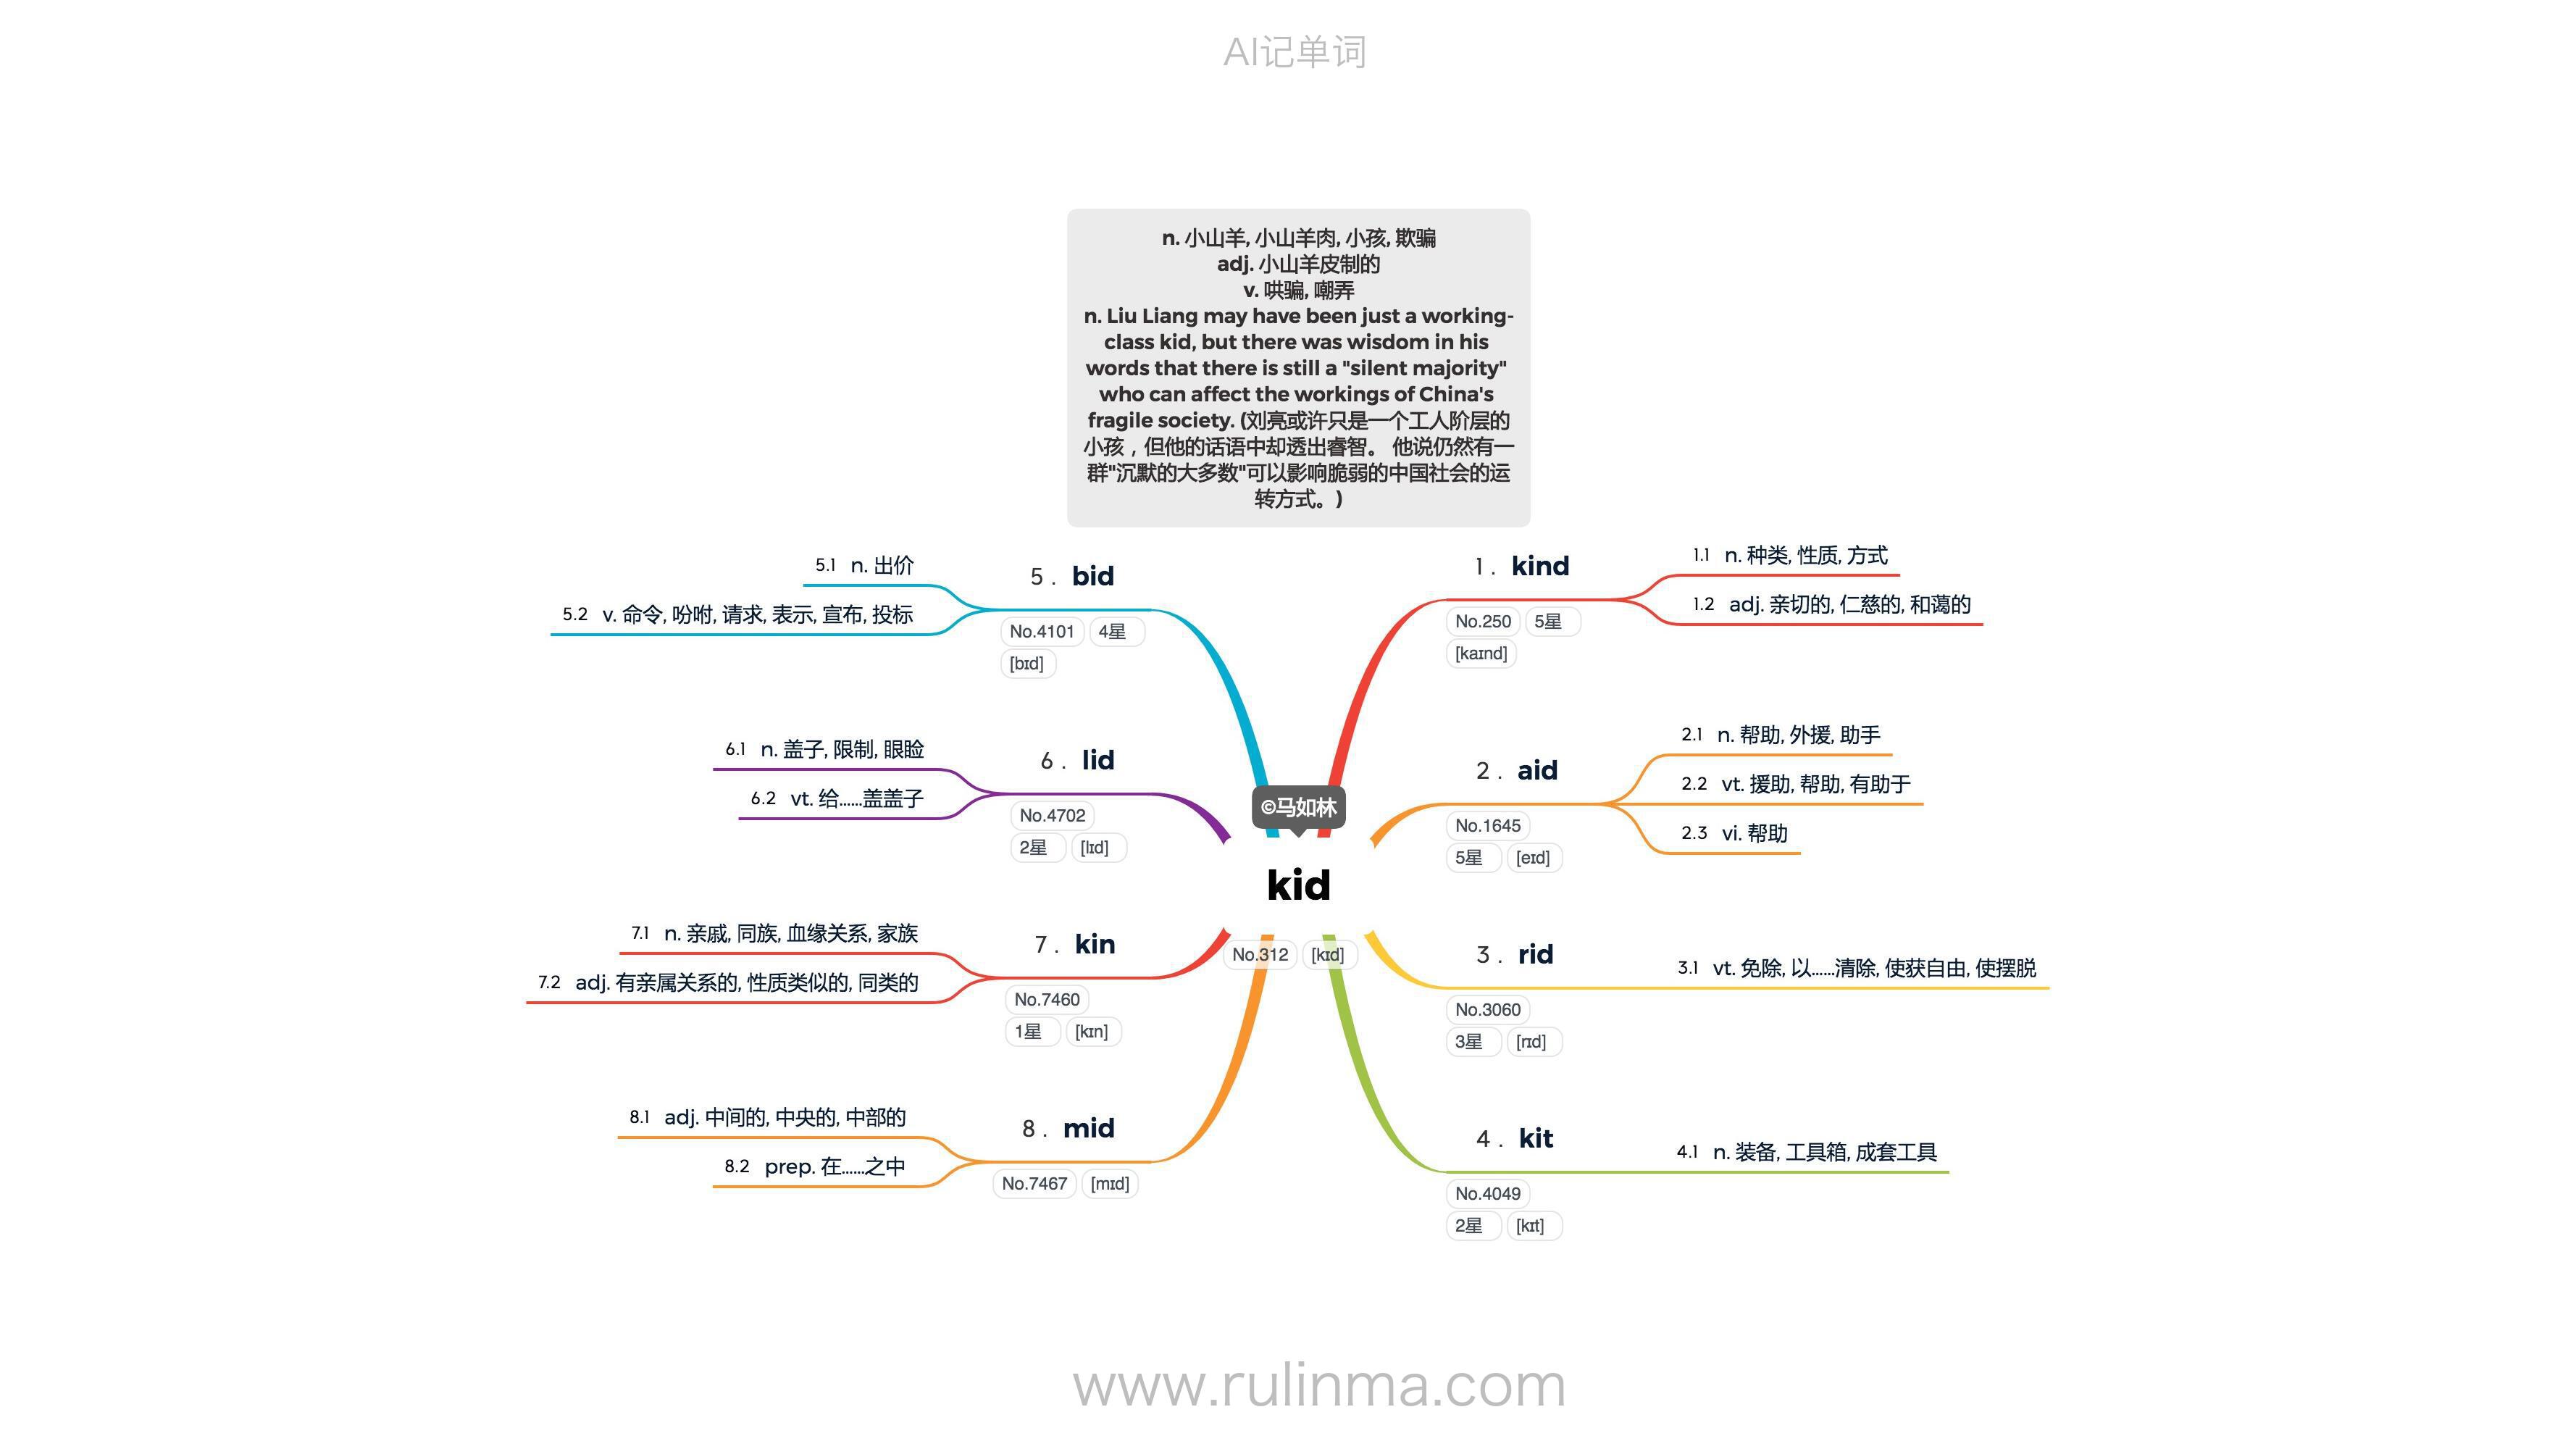 AI记单词
n. 小山羊, 小山羊肉, 小孩, 欺骗
adj. 小山羊皮制的
v. 哄骗, 嘲弄
n. Liu Liang may have been just a working-
class kid, but there was wisdom in his
words that there is still a "silent majority"
who can affect the workings of China's
fragile society. (刘亮或许只是一个工人阶层的
小孩，但他的话语中却透出睿智。 他说仍然有一
群"沉默的大多数"可以影响脆弱的中国社会的运
转方式。)
©马如林
kid
No.312 [kɪd]
1 . kind
No.250 5星
[kaɪnd]
1.1 n. 种类, 性质, 方式
1.2 adj. 亲切的, 仁慈的, 和蔼的
2 . aid
No.1645
5星 [eɪd]
2.1 n. 帮助, 外援, 助手
2.2 vt. 援助, 帮助, 有助于
2.3 vi. 帮助
3 . rid
No.3060
3星 [rɪd]
3.1 vt. 免除, 以……清除, 使获自由, 使摆脱
4 . kit
No.4049
2星 [kɪt]
4.1 n. 装备, 工具箱, 成套工具
5 . bid
No.4101 4星
[bɪd]
5.1 n. 出价
5.2 v. 命令, 吩咐, 请求, 表示, 宣布, 投标
6 . lid
No.4702
2星 [lɪd]
6.1 n. 盖子, 限制, 眼睑
6.2 vt. 给……盖盖子
7 . kin
No.7460
1星 [kɪn]
7.1 n. 亲戚, 同族, 血缘关系, 家族
7.2 adj. 有亲属关系的, 性质类似的, 同类的
8 . mid
No.7467 [mɪd]
8.1 adj. 中间的, 中央的, 中部的
8.2 prep. 在……之中
www.rulinma.com